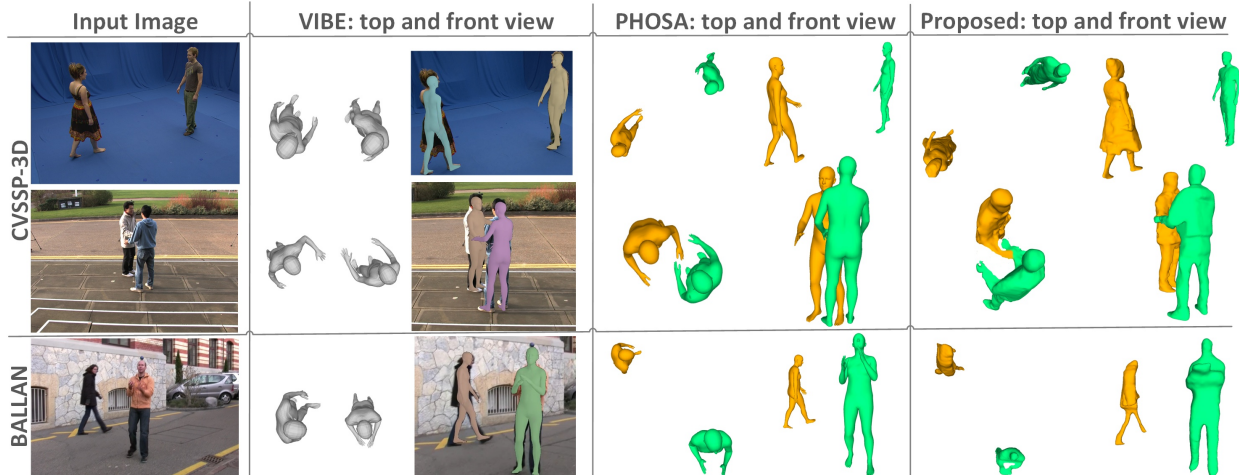 Input Image
VIBE: top and front view
PHOSA: top and front view
Proposed: top and front view
CVSSP-3D
BALLAN